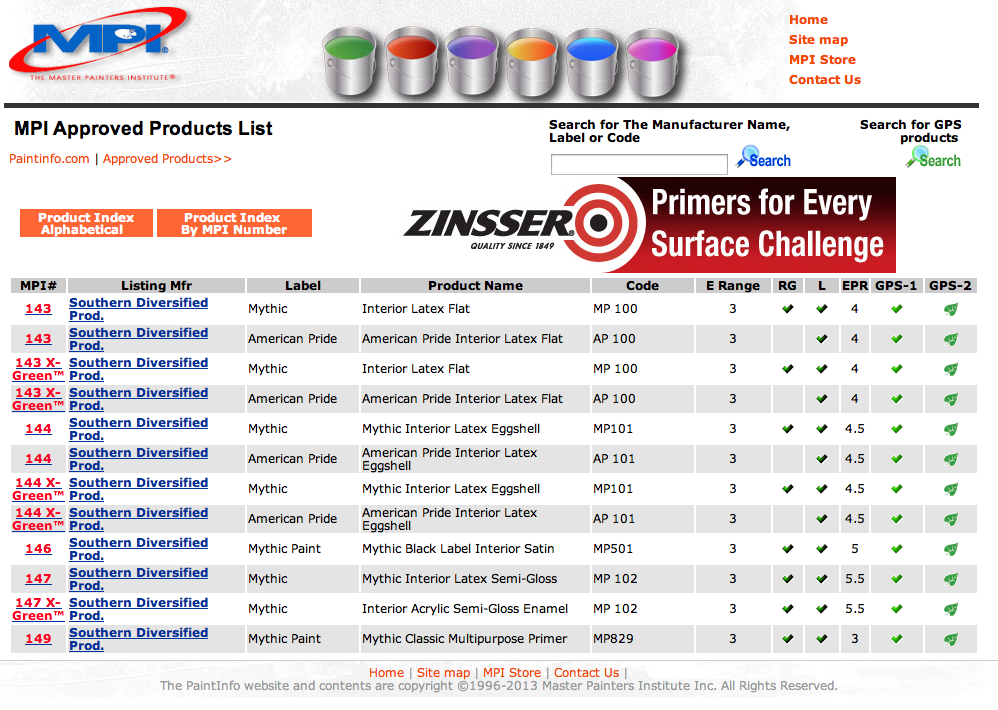 MPI®
THE MASTER PAINTERS INSTITUTE®
Home
Site map
MPI Store
Contact Us
MPI Approved Products List
Paintinfo.com | Approved Products>>
Search for The Manufacturer Name,
Label or Code
Search
Search for GPS
products
Search
Product Index
Alphabetical
Product Index
By MPI Number
ZINSSER®
QUALITY SINCE 1849
Primers for Every
Surface Challenge
MPI# Listing Mfr Label Product Name Code E Range RG L EPR GPS-1 GPS-2
143 Southern Diversified Prod. Mythic Interior Latex Flat MP 100 3 ✔ ✔ 4 ✔
143 Southern Diversified Prod. American Pride American Pride Interior Latex Flat AP 100 3 ✔ 4 ✔
143 X-Green™ Southern Diversified Prod. Mythic Interior Latex Flat MP 100 3 ✔ ✔ 4 ✔
143 X-Green™ Southern Diversified Prod. American Pride American Pride Interior Latex Flat AP 100 3 ✔ 4 ✔
144 Southern Diversified Prod. Mythic Mythic Interior Latex Eggshell MP101 3 ✔ ✔ 4.5 ✔
144 Southern Diversified Prod. American Pride American Pride Interior Latex Eggshell AP 101 3 ✔ 4.5 ✔
144 X-Green™ Southern Diversified Prod. Mythic Mythic Interior Latex Eggshell MP101 3 ✔ ✔ 4.5 ✔
144 X-Green™ Southern Diversified Prod. American Pride American Pride Interior Latex Eggshell AP 101 3 ✔ 4.5 ✔
146 Southern Diversified Prod. Mythic Paint Mythic Black Label Interior Satin MP501 3 ✔ ✔ 5 ✔
147 Southern Diversified Prod. Mythic Mythic Interior Latex Semi-Gloss MP 102 3 ✔ ✔ 5.5 ✔
147 X-Green™ Southern Diversified Prod. Mythic Interior Acrylic Semi-Gloss Enamel MP 102 3 ✔ ✔ 5.5 ✔
149 Southern Diversified Prod. Mythic Paint Mythic Classic Multipurpose Primer MP829 3 ✔ ✔ 3 ✔
Home | Site map | MPI Store | Contact Us |
The PaintInfo website and contents are copyright ©1996-2013 Master Painters Institute Inc. All Rights Reserved.